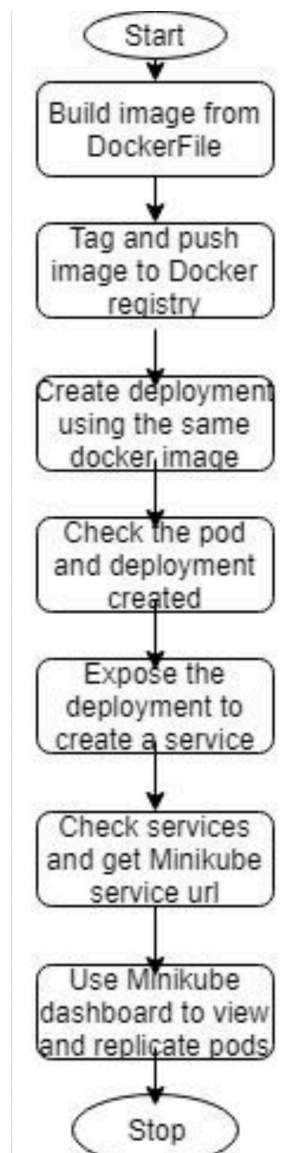 Start
Build image from
DockerFile
Tag and push
image to Docker
registry
Create deployment
using the same
docker image
Check the pod
and deployment
created
Expose the
deployment to
create a service
Check services
and get Minikube
service url
Use Minikube
dashboard to view
and replicate pods
Stop